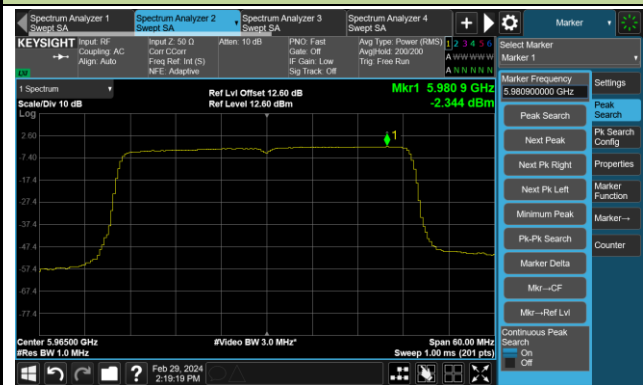 Spectrum Analyzer 1
Swept SA
Spectrum Analyzer 2
Swept SA
Spectrum Analyzer 3
Swept SA
Spectrum Analyzer 4
Swept SA
Marker
KEYSIGHT
Input: RF
Coupling: AC
Align: Auto
Input Z: 50 Ω
Corr CCorr
Freq Ref: Int (S)
NFE: Adaptive
Atten: 10 dB
PNO: Fast
Gate: Off
IF Gain: Low
Sig Track: Off
Avg Type: Power (RMS)
Avg|Hold: 200/200
Trig: Free Run
1 2 3 4 5 6
A W W W W W
A N N N N N
LXI
Select Marker
Marker 1
Marker Frequency
5.980900000 GHz
Peak Search
Next Peak
Next Pk Right
Next Pk Left
Minimum Peak
Pk-Pk Search
Marker Delta
Mkr→CF
Mkr→Ref Lvl
Continuous Peak
Search
On
Off
Settings
Peak
Search
Pk Search
Config
Properties
Marker
Function
Marker→
Counter
1 Spectrum
Scale/Div 10 dB
Log
Ref Lvl Offset 12.60 dB
Ref Level 12.60 dBm
Mkr1 5.980 9 GHz
-2.344 dBm
1
2.60
-7.40
-17.4
-27.4
-37.4
-47.4
-57.4
-67.4
-77.4
Center 5.96500 GHz
#Res BW 1.0 MHz
#Video BW 3.0 MHz*
Span 60.00 MHz
Sweep 1.00 ms (201 pts)
?
Feb 29, 2024
2:19:19 PM